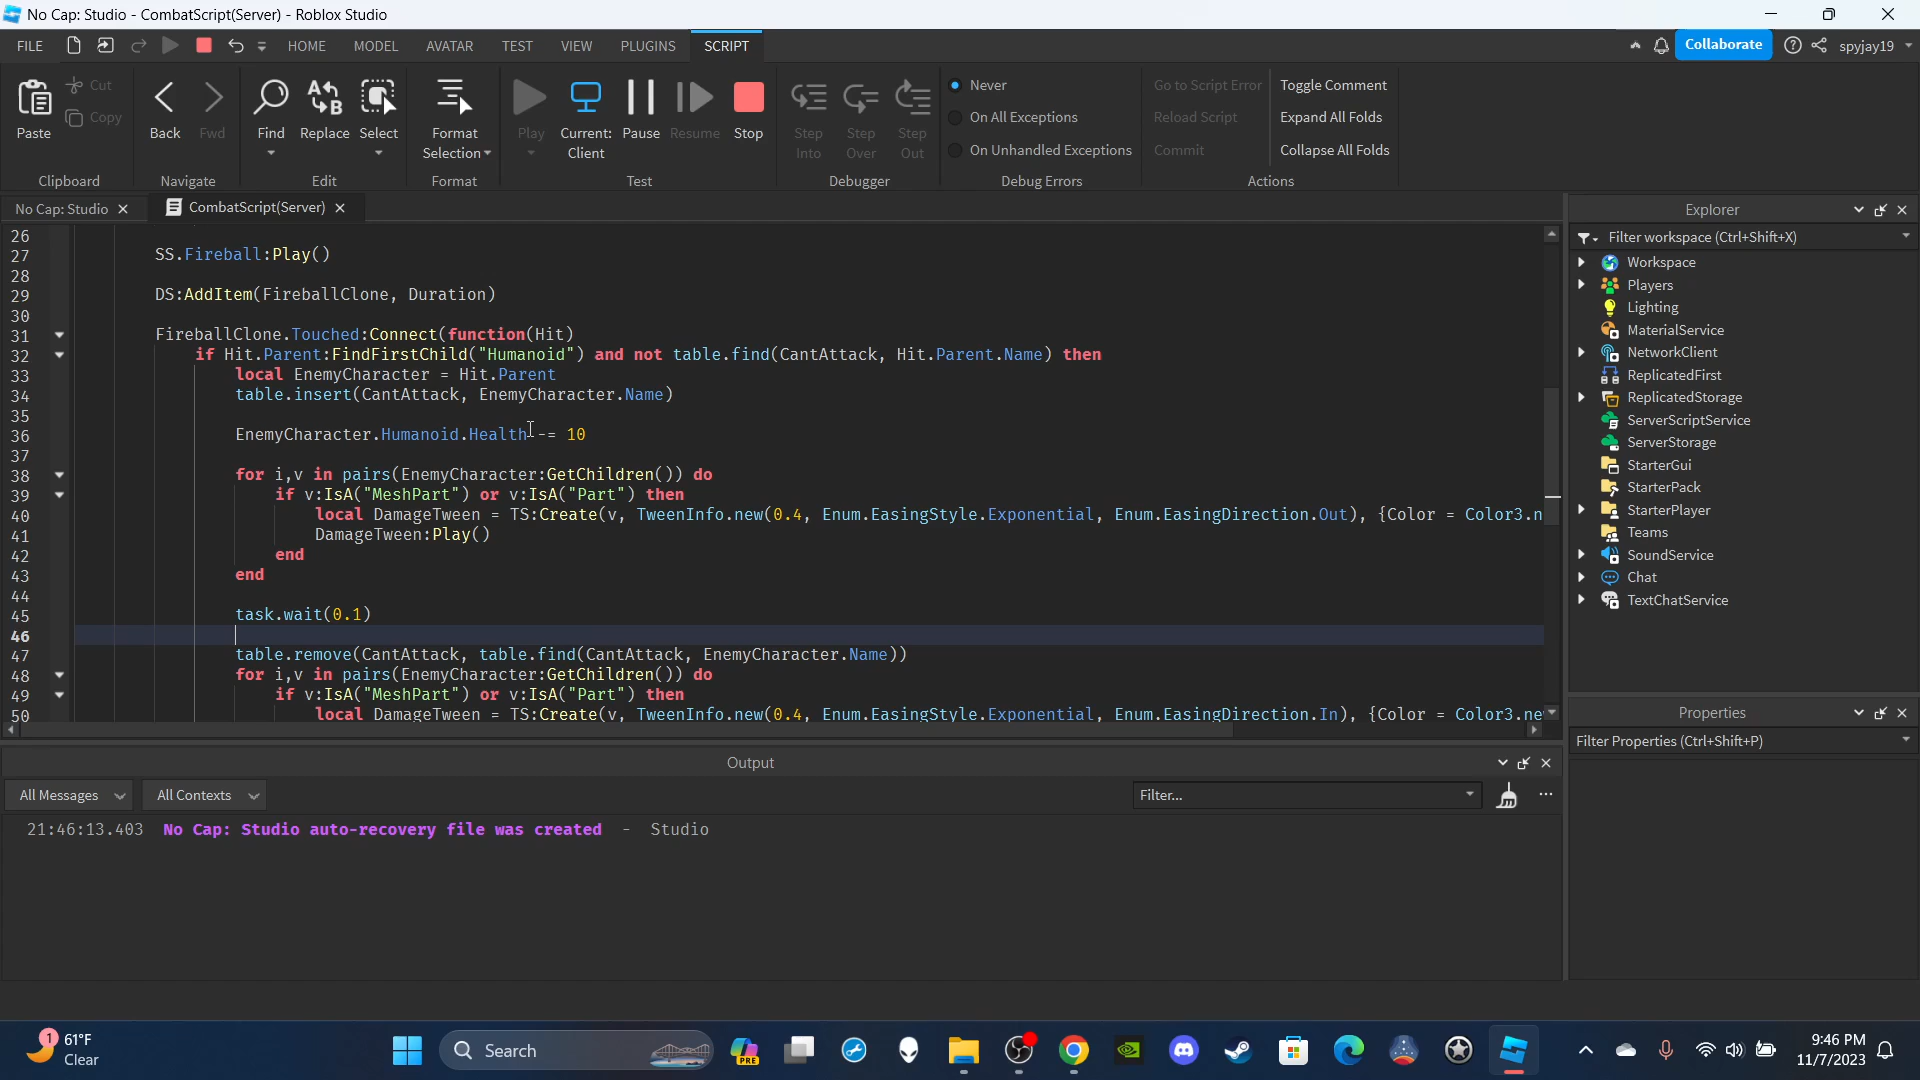 No Cap: Studio - CombatScript(Server) - Roblox Studio
FILE HOME MODEL AVATAR TEST VIEW PLUGINS SCRIPT Collaborate spyjay19
Paste Cut Copy Back Fwd Find Replace Select Format Selection Play Current: Client Pause Resume Stop Step Into Step Over Step Out
Never Go to Script Error Toggle Comment
On All Exceptions Reload Script Expand All Folds
On Unhandled Exceptions Commit Collapse All Folds
Clipboard Navigate Edit Format Test Debugger Debug Errors Actions
No Cap: Studio CombatScript(Server)
26
27 SS.Fireball:Play()
28
29 DS:AddItem(FireballClone, Duration)
30
31 FireballClone.Touched:Connect(function(Hit)
32 if Hit.Parent:FindFirstChild("Humanoid") and not table.find(CantAttack, Hit.Parent.Name) then
33 local EnemyCharacter = Hit.Parent
34 table.insert(CantAttack, EnemyCharacter.Name)
35
36 EnemyCharacter.Humanoid.Health -= 10
37
38 for i,v in pairs(EnemyCharacter:GetChildren()) do
39 if v:IsA("MeshPart") or v:IsA("Part") then
40 local DamageTween = TS:Create(v, TweenInfo.new(0.4, Enum.EasingStyle.Exponential, Enum.EasingDirection.Out), {Color = Color3.n
41 DamageTween:Play()
42 end
43 end
44
45 task.wait(0.1)
46
47 table.remove(CantAttack, table.find(CantAttack, EnemyCharacter.Name))
48 for i,v in pairs(EnemyCharacter:GetChildren()) do
49 if v:IsA("MeshPart") or v:IsA("Part") then
50 local DamageTween = TS:Create(v, TweenInfo.new(0.4, Enum.EasingStyle.Exponential, Enum.EasingDirection.In), {Color = Color3.ne
Explorer
Filter workspace (Ctrl+Shift+X)
Workspace
Players
Lighting
MaterialService
NetworkClient
ReplicatedFirst
ReplicatedStorage
ServerScriptService
ServerStorage
StarterGui
StarterPack
StarterPlayer
Teams
SoundService
Chat
TextChatService
Properties
Filter Properties (Ctrl+Shift+P)
Output
All Messages All Contexts Filter...
21:46:13.403 No Cap: Studio auto-recovery file was created - Studio
1 61°F
Clear
Search
PRE
9:46 PM
11/7/2023